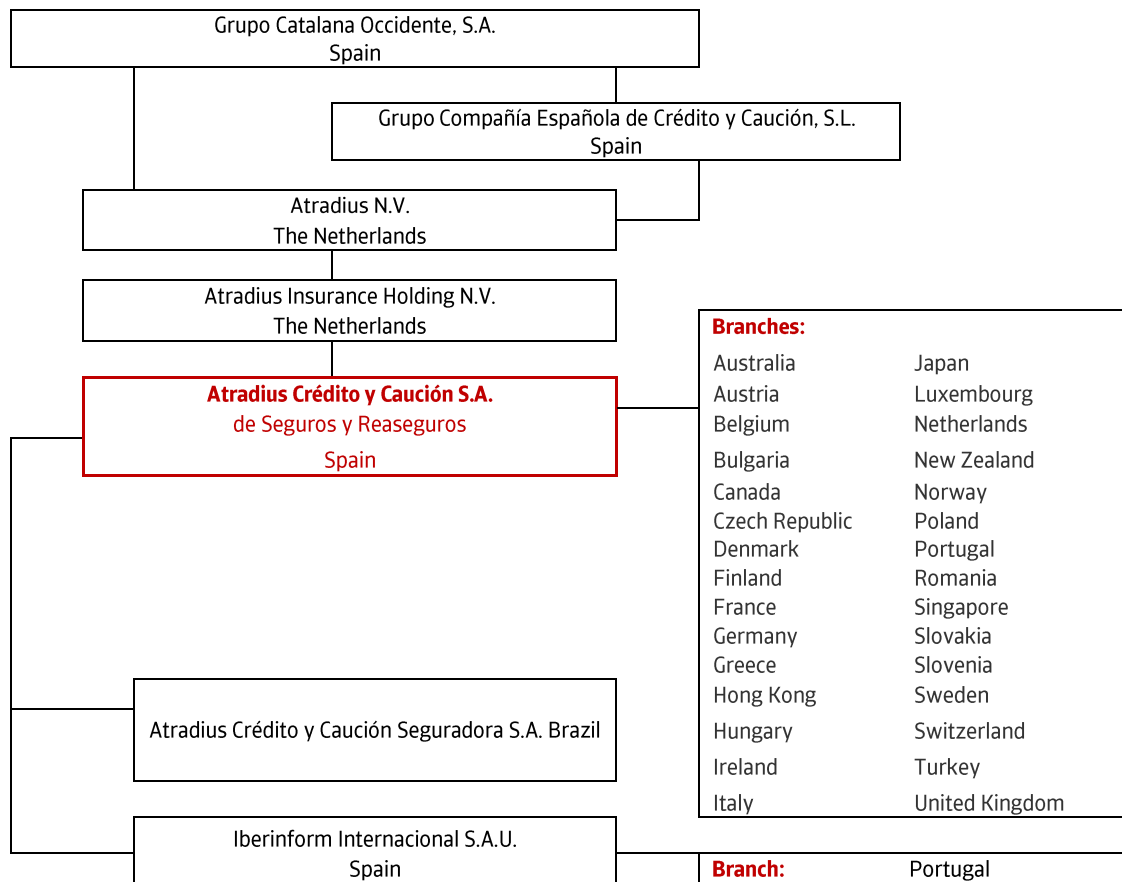 Grupo Catalana Occidente, S.A.
Spain
Grupo Compañía Española de Crédito y Caución, S.L.
Spain
Atradius N.V.
The Netherlands
Atradius Insurance Holding N.V.
The Netherlands
Atradius Crédito y Caución S.A.
de Seguros y Reaseguros
Spain
Branches:
Australia Japan
Austria Luxembourg
Belgium Netherlands
Bulgaria New Zealand
Canada Norway
Czech Republic Poland
Denmark Portugal
Finland Romania
France Singapore
Germany Slovakia
Greece Slovenia
Hong Kong Sweden
Hungary Switzerland
Ireland Turkey
Italy United Kingdom
Atradius Crédito y Caución Seguradora S.A. Brazil
Iberinform Internacional S.A.U.
Spain
Branch: Portugal